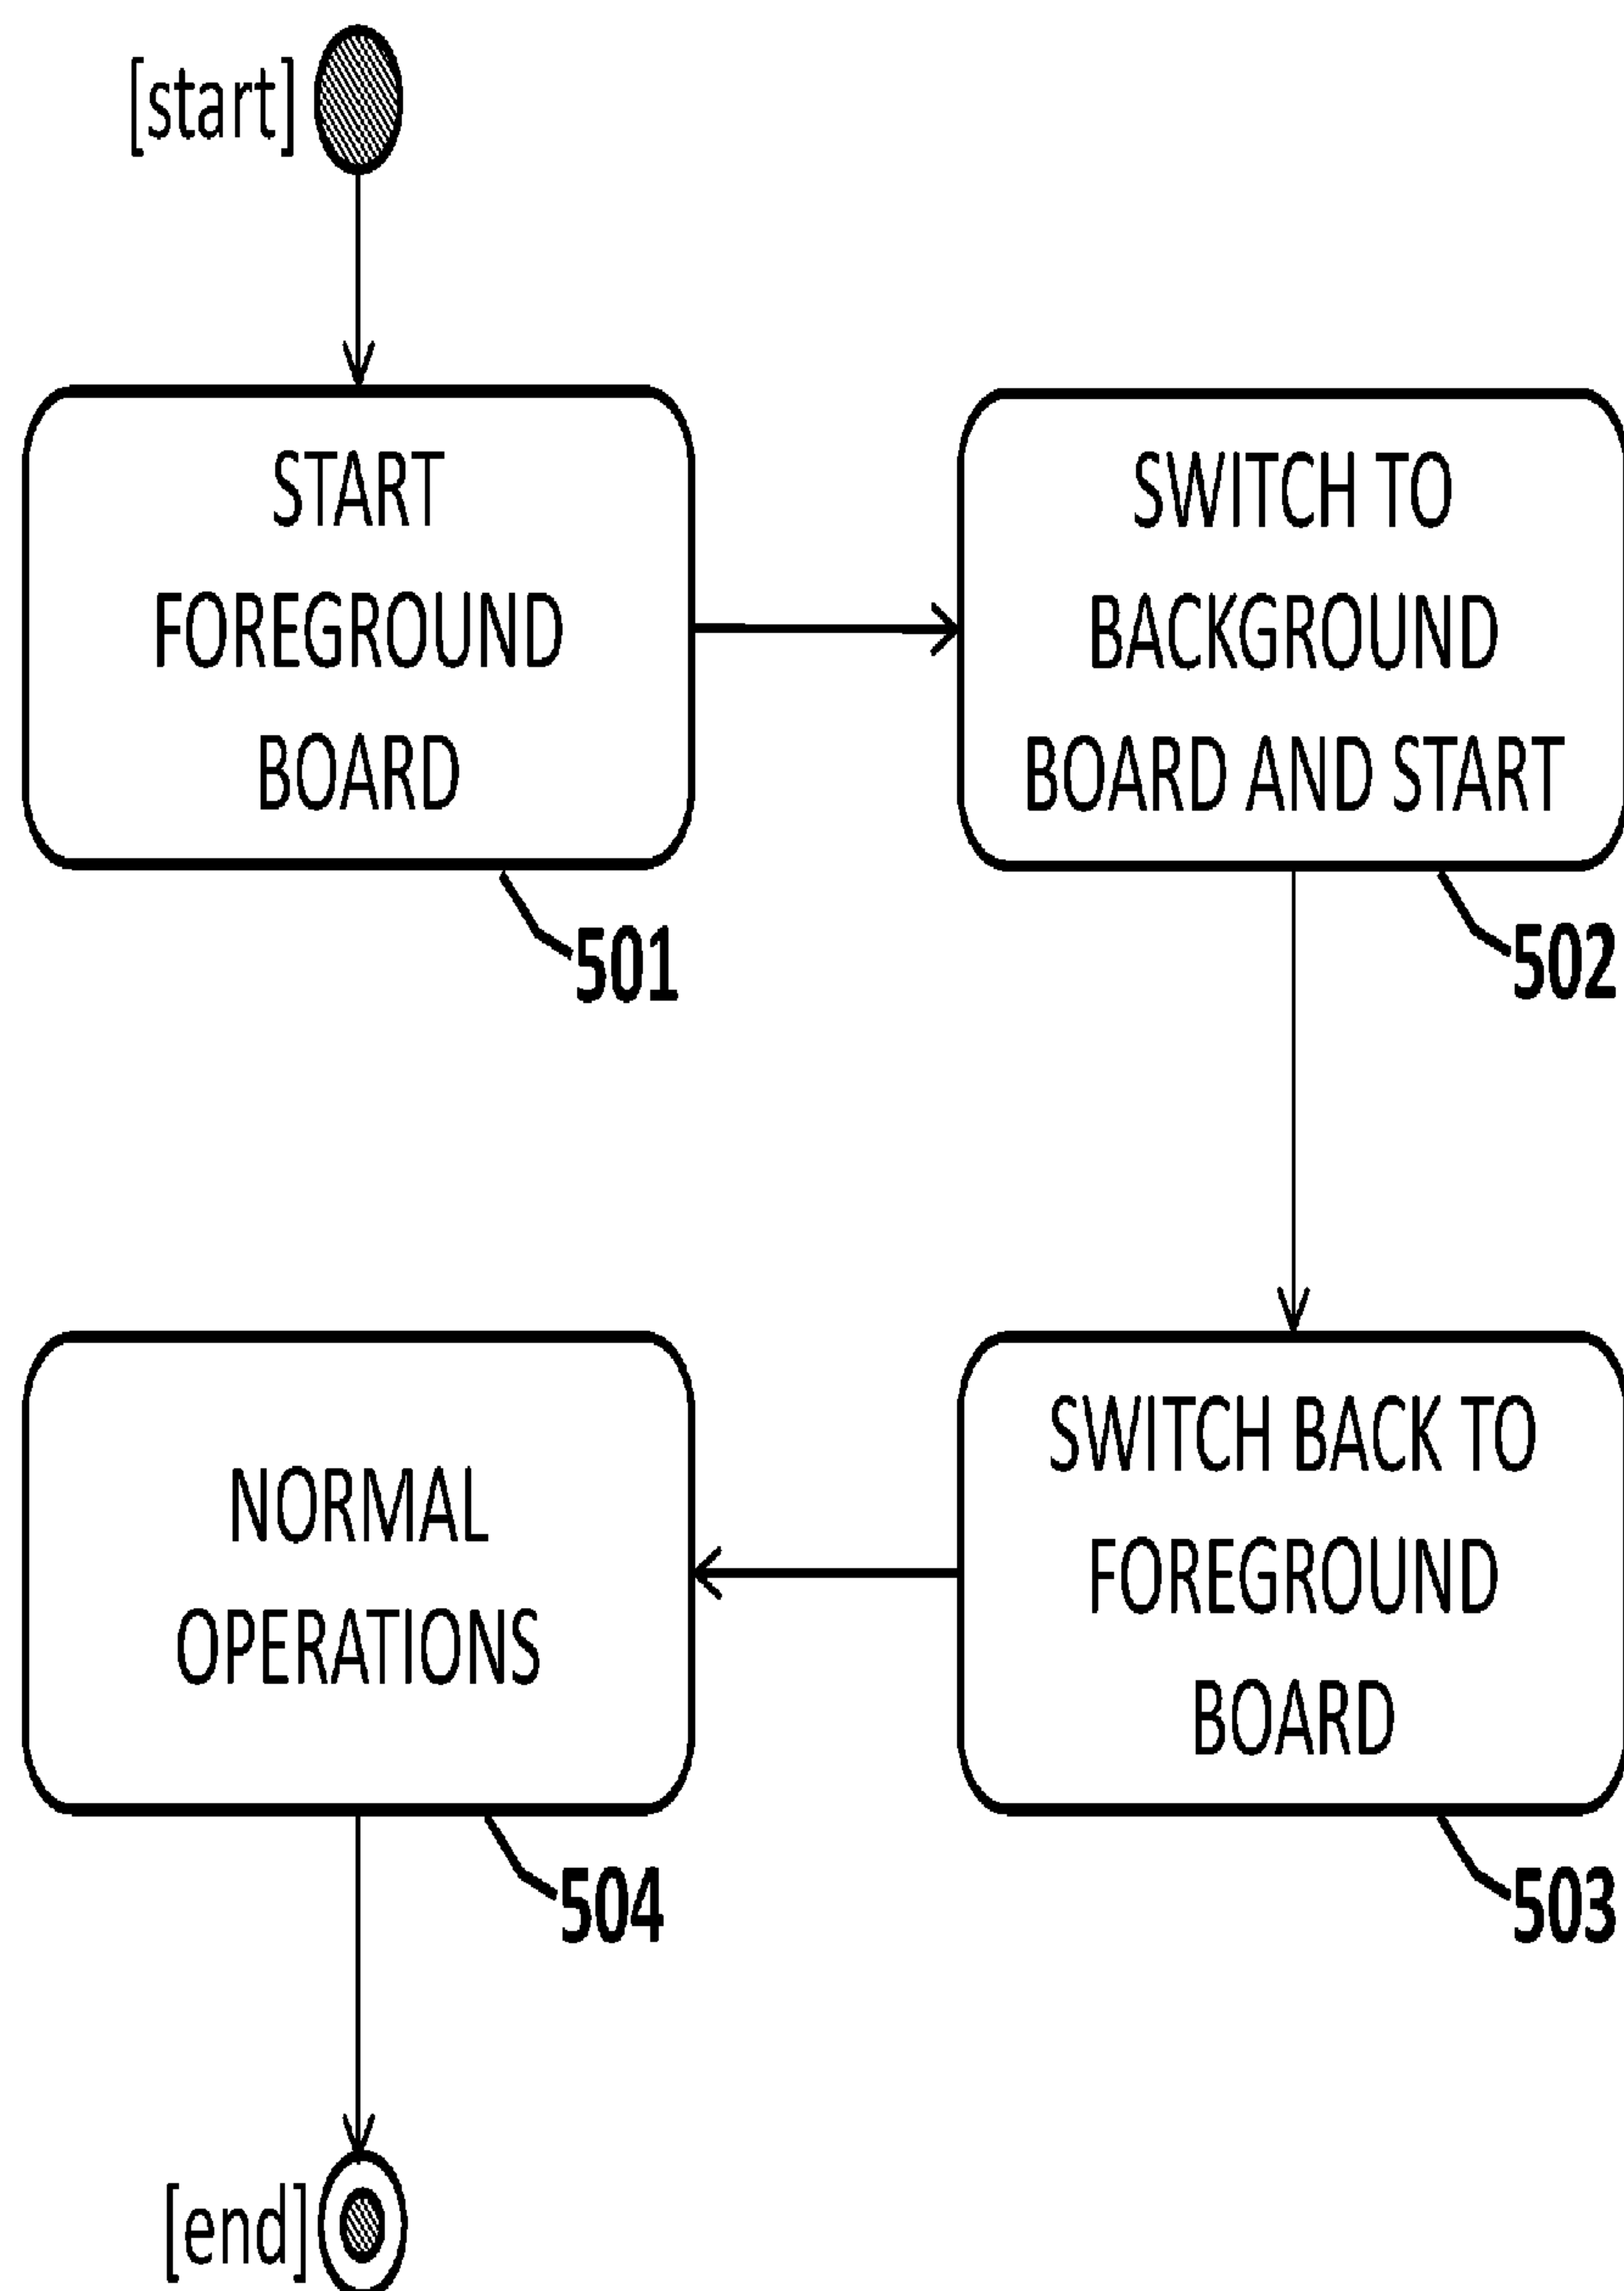 [start]
START
FOREGROUND
BOARD
501
SWITCH TO
BACKGROUND
BOARD AND START
502
SWITCH BACK TO
FOREGROUND
BOARD
503
NORMAL
OPERATIONS
504
[end]